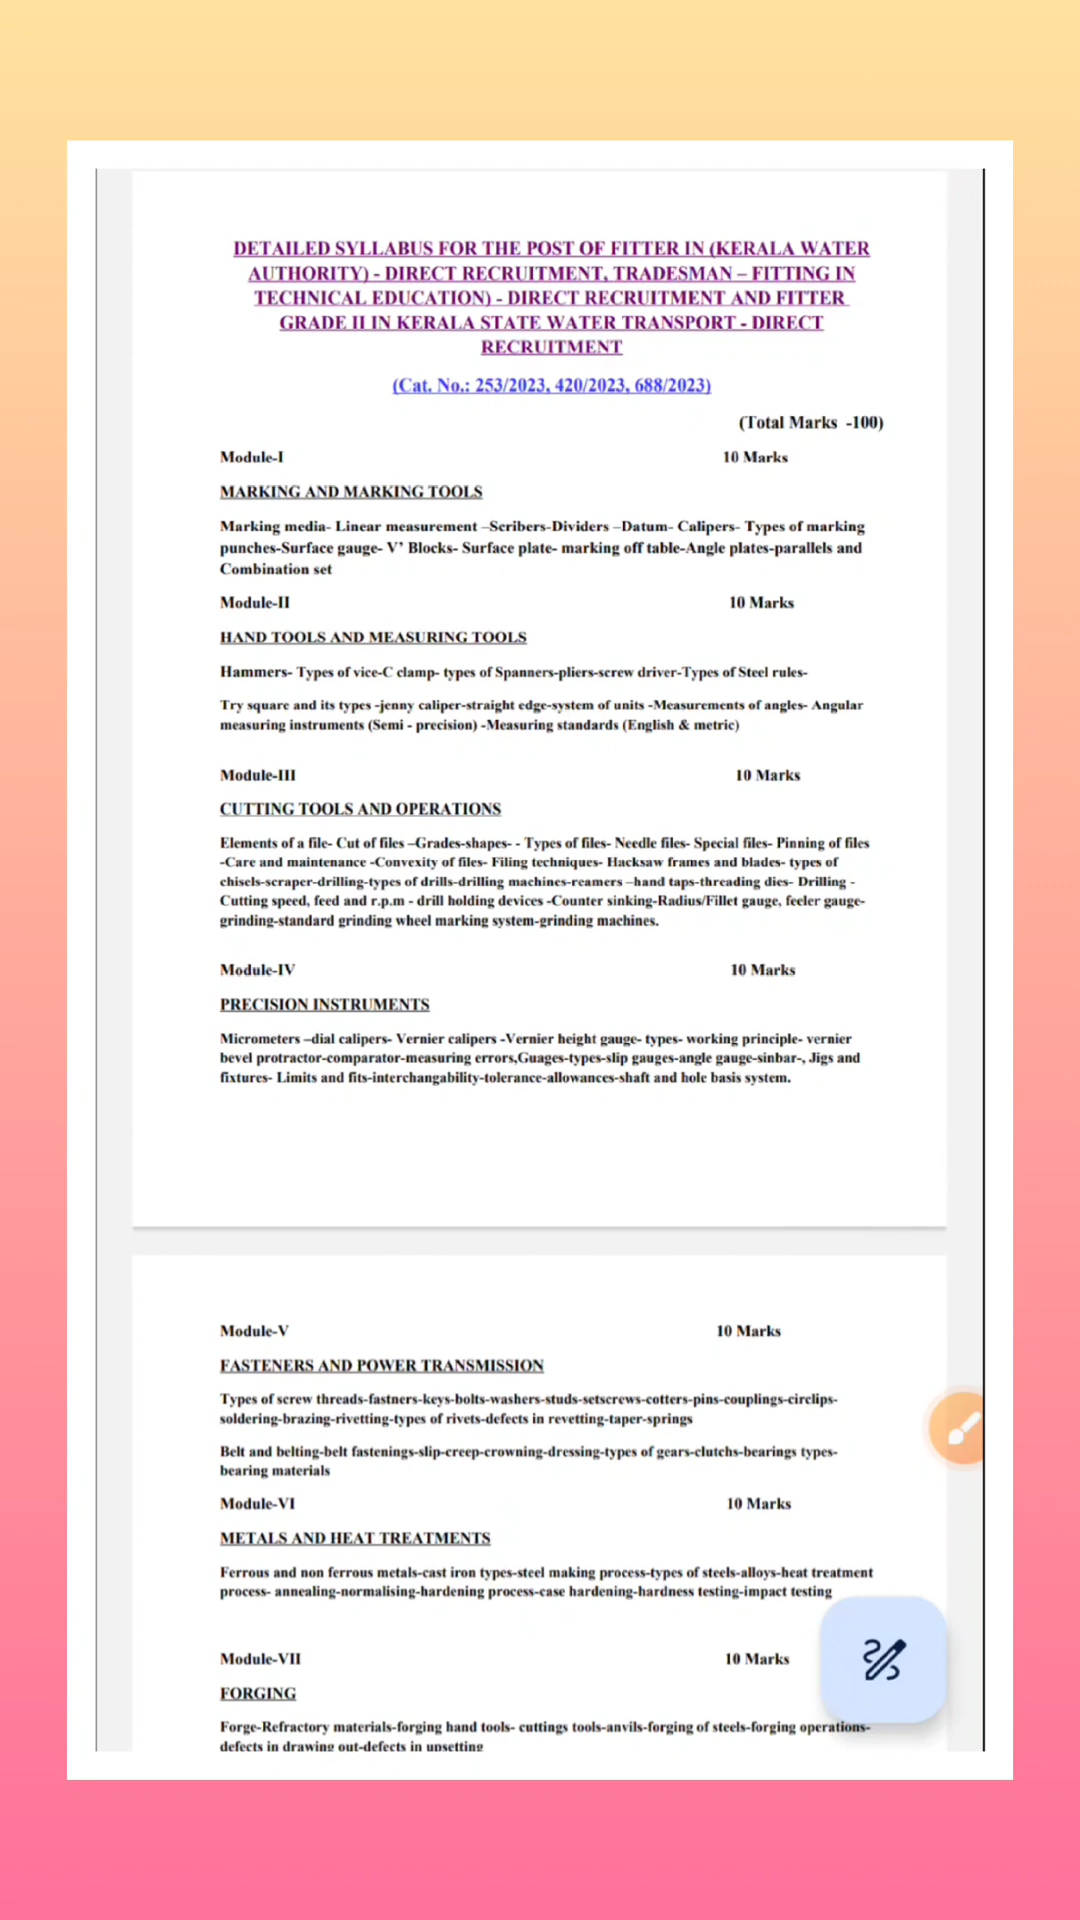 DETAILED SYLLABUS FOR THE POST OF FITTER IN (KERALA WATER
AUTHORITY) - DIRECT RECRUITMENT, TRADESMAN – FITTING IN
TECHNICAL EDUCATION) - DIRECT RECRUITMENT AND FITTER
GRADE II IN KERALA STATE WATER TRANSPORT - DIRECT
RECRUITMENT
(Cat. No.: 253/2023, 420/2023, 688/2023)
(Total Marks -100)
Module-I 10 Marks
MARKING AND MARKING TOOLS
Marking media- Linear measurement –Scribers-Dividers –Datum- Calipers- Types of marking
punches-Surface gauge- V’ Blocks- Surface plate- marking off table-Angle plates-parallels and
Combination set
Module-II 10 Marks
HAND TOOLS AND MEASURING TOOLS
Hammers- Types of vice-C clamp- types of Spanners-pliers-screw driver-Types of Steel rules-
Try square and its types -jenny caliper-straight edge-system of units -Measurements of angles- Angular
measuring instruments (Semi - precision) -Measuring standards (English & metric)
Module-III 10 Marks
CUTTING TOOLS AND OPERATIONS
Elements of a file- Cut of files –Grades-shapes- - Types of files- Needle files- Special files- Pinning of files
-Care and maintenance -Convexity of files- Filing techniques- Hacksaw frames and blades- types of
chisels-scraper-drilling-types of drills-drilling machines-reamers –hand taps-threading dies- Drilling -
Cutting speed, feed and r.p.m - drill holding devices -Counter sinking-Radius/Fillet gauge, feeler gauge-
grinding-standard grinding wheel marking system-grinding machines.
Module-IV 10 Marks
PRECISION INSTRUMENTS
Micrometers –dial calipers- Vernier calipers -Vernier height gauge- types- working principle- vernier
bevel protractor-comparator-measuring errors,Guages-types-slip gauges-angle gauge-sinbar-, Jigs and
fixtures- Limits and fits-interchangability-tolerance-allowances-shaft and hole basis system.
Module-V 10 Marks
FASTENERS AND POWER TRANSMISSION
Types of screw threads-fastners-keys-bolts-washers-studs-setscrews-cotters-pins-couplings-circlips-
soldering-brazing-rivetting-types of rivets-defects in revetting-taper-springs
Belt and belting-belt fastenings-slip-creep-crowning-dressing-types of gears-clutchs-bearings types-
bearing materials
Module-VI 10 Marks
METALS AND HEAT TREATMENTS
Ferrous and non ferrous metals-cast iron types-steel making process-types of steels-alloys-heat treatment
process- annealing-normalising-hardening process-case hardening-hardness testing-impact testing
Module-VII 10 Marks
FORGING
Forge-Refractory materials-forging hand tools- cuttings tools-anvils-forging of steels-forging operations-
defects in drawing out-defects in upsetting